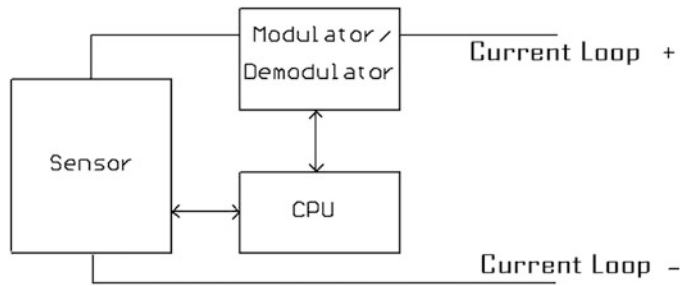 Modulator/
Demodulator
Current Loop +
Sensor
CPU
Current Loop -